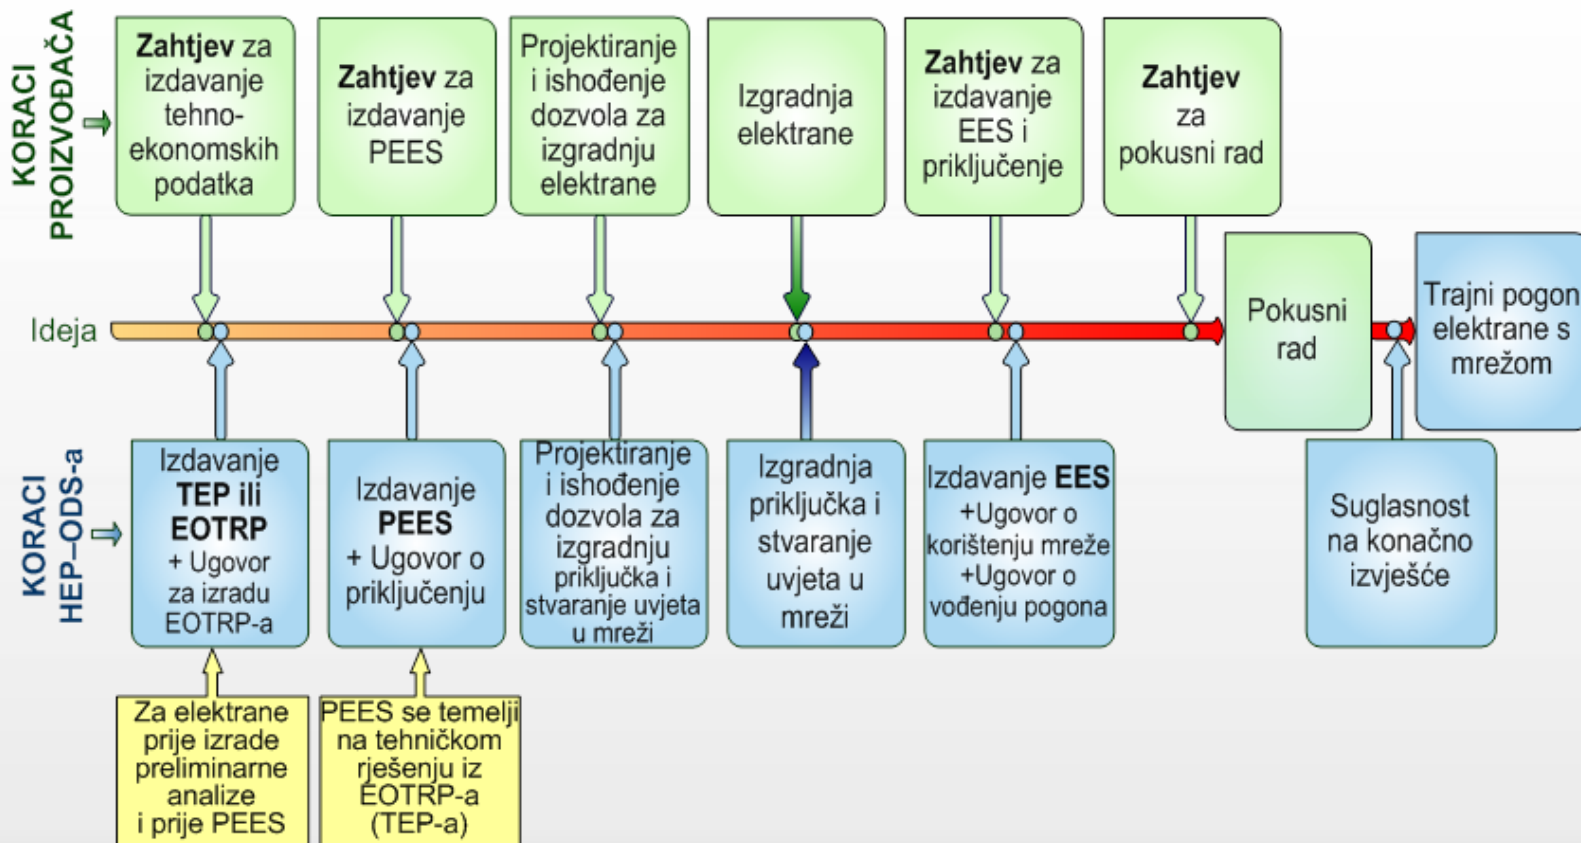 KORACI
PROIZVOĐAČA
Zahtjev za
izdavanje
tehno-
ekonomskih
podatka
Zahtjev za
izdavanje
PEES
Projektiranje
i ishođenje
dozvola za
izgradnju
elektrane
Izgradnja
elektrane
Zahtjev za
izdavanje
EES i
priključenje
Zahtjev
za
pokusni rad
Ideja
Pokusni
rad
Trajni pogon
elektrane s
mrežom
KORACI
HEP–ODS-a
Izdavanje
TEP ili
EOTRP
+ Ugovor
za izradu
EOTRP-a
Izdavanje
PEES
+ Ugovor o
priključenju
Projektiranje
i ishođenje
dozvola za
izgradnju
priključka i
stvaranje uvjeta
u mreži
Izgradnja
priključka i
stvaranje
uvjeta u
mreži
Izdavanje EES
+Ugovor o
korištenju mreže
+Ugovor o
vođenju pogona
Suglasnost
na konačno
izvješće
Za elektrane
prije izrade
preliminarne
analize
i prije PEES
PEES se temelji
na tehničkom
rješenju iz
EOTRP-a
(TEP-a)